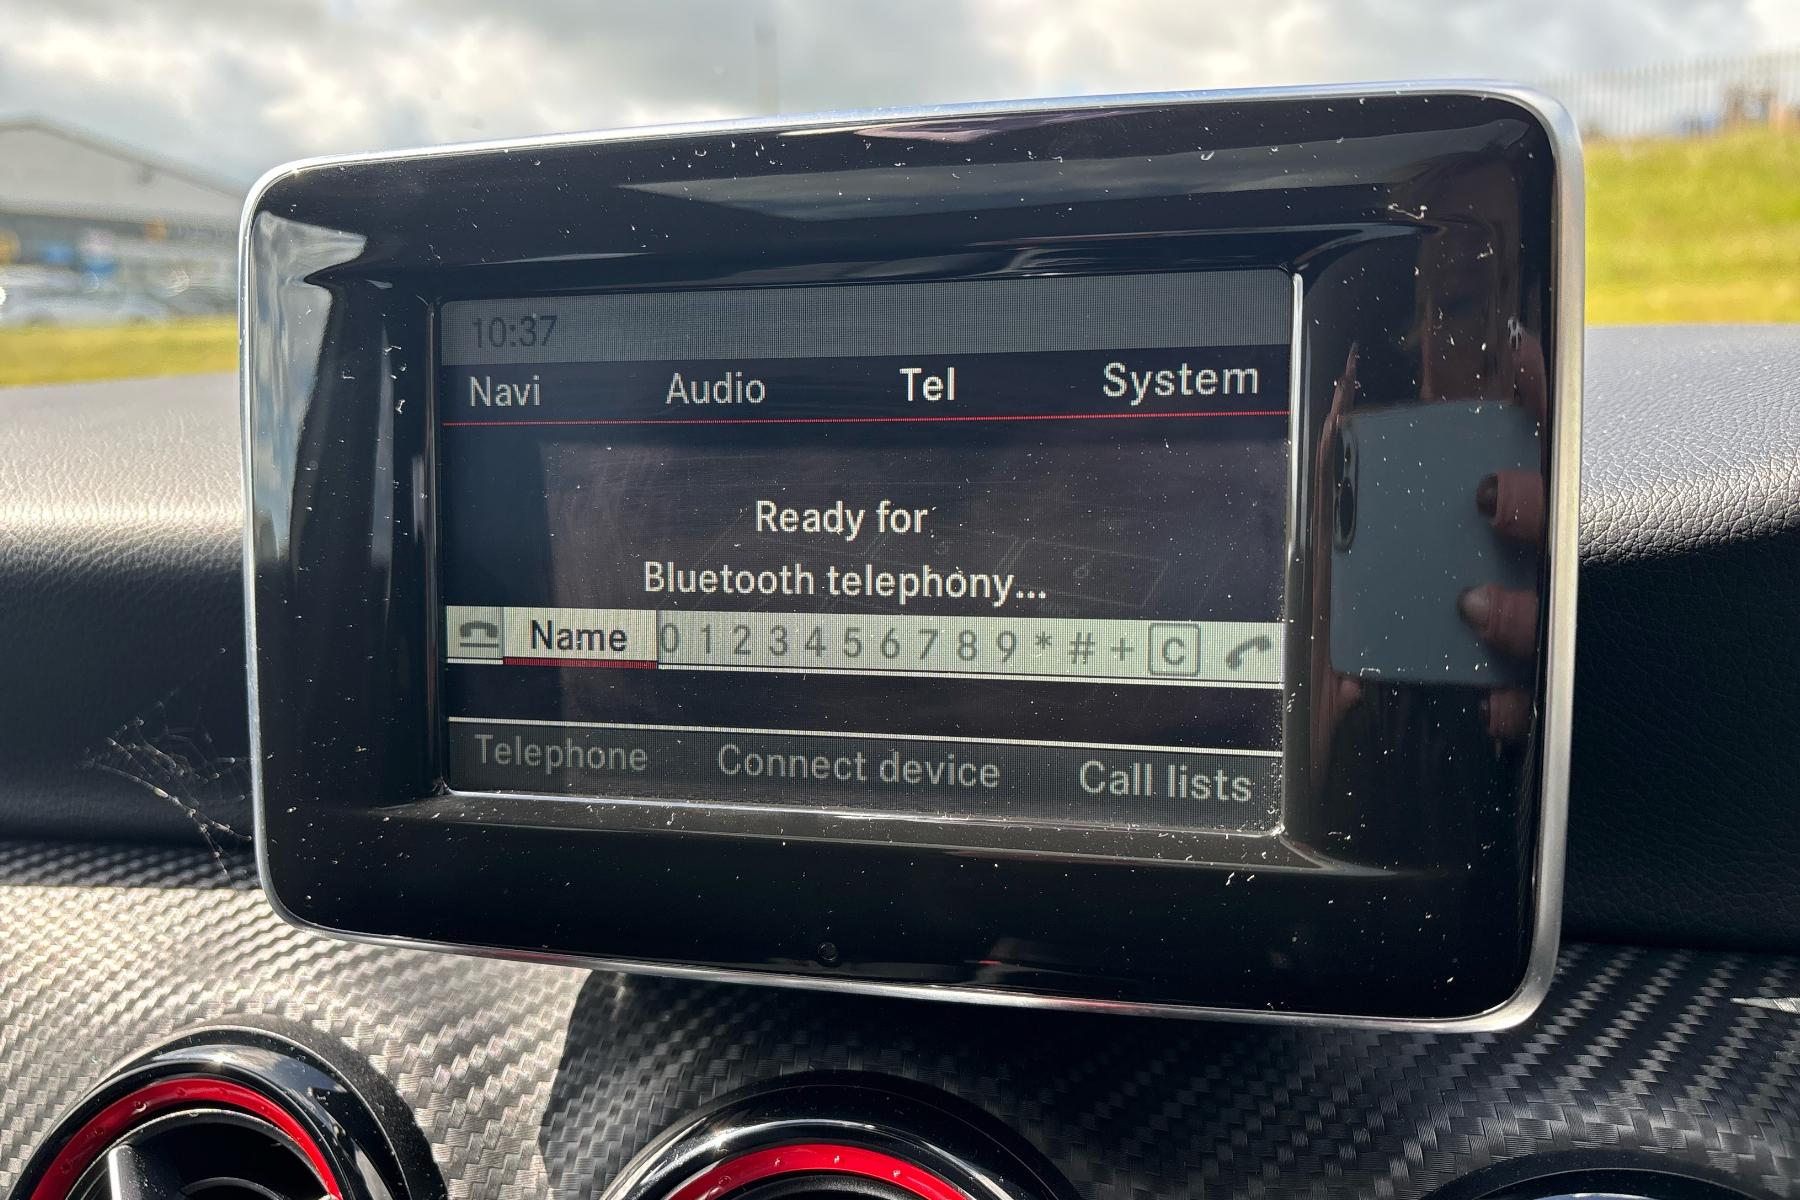 10:37
Navi Audio Tel System
Ready for
Bluetooth telephony...
Name 0 1 2 3 4 5 6 7 8 9 * # + C
Telephone Connect device Call lists